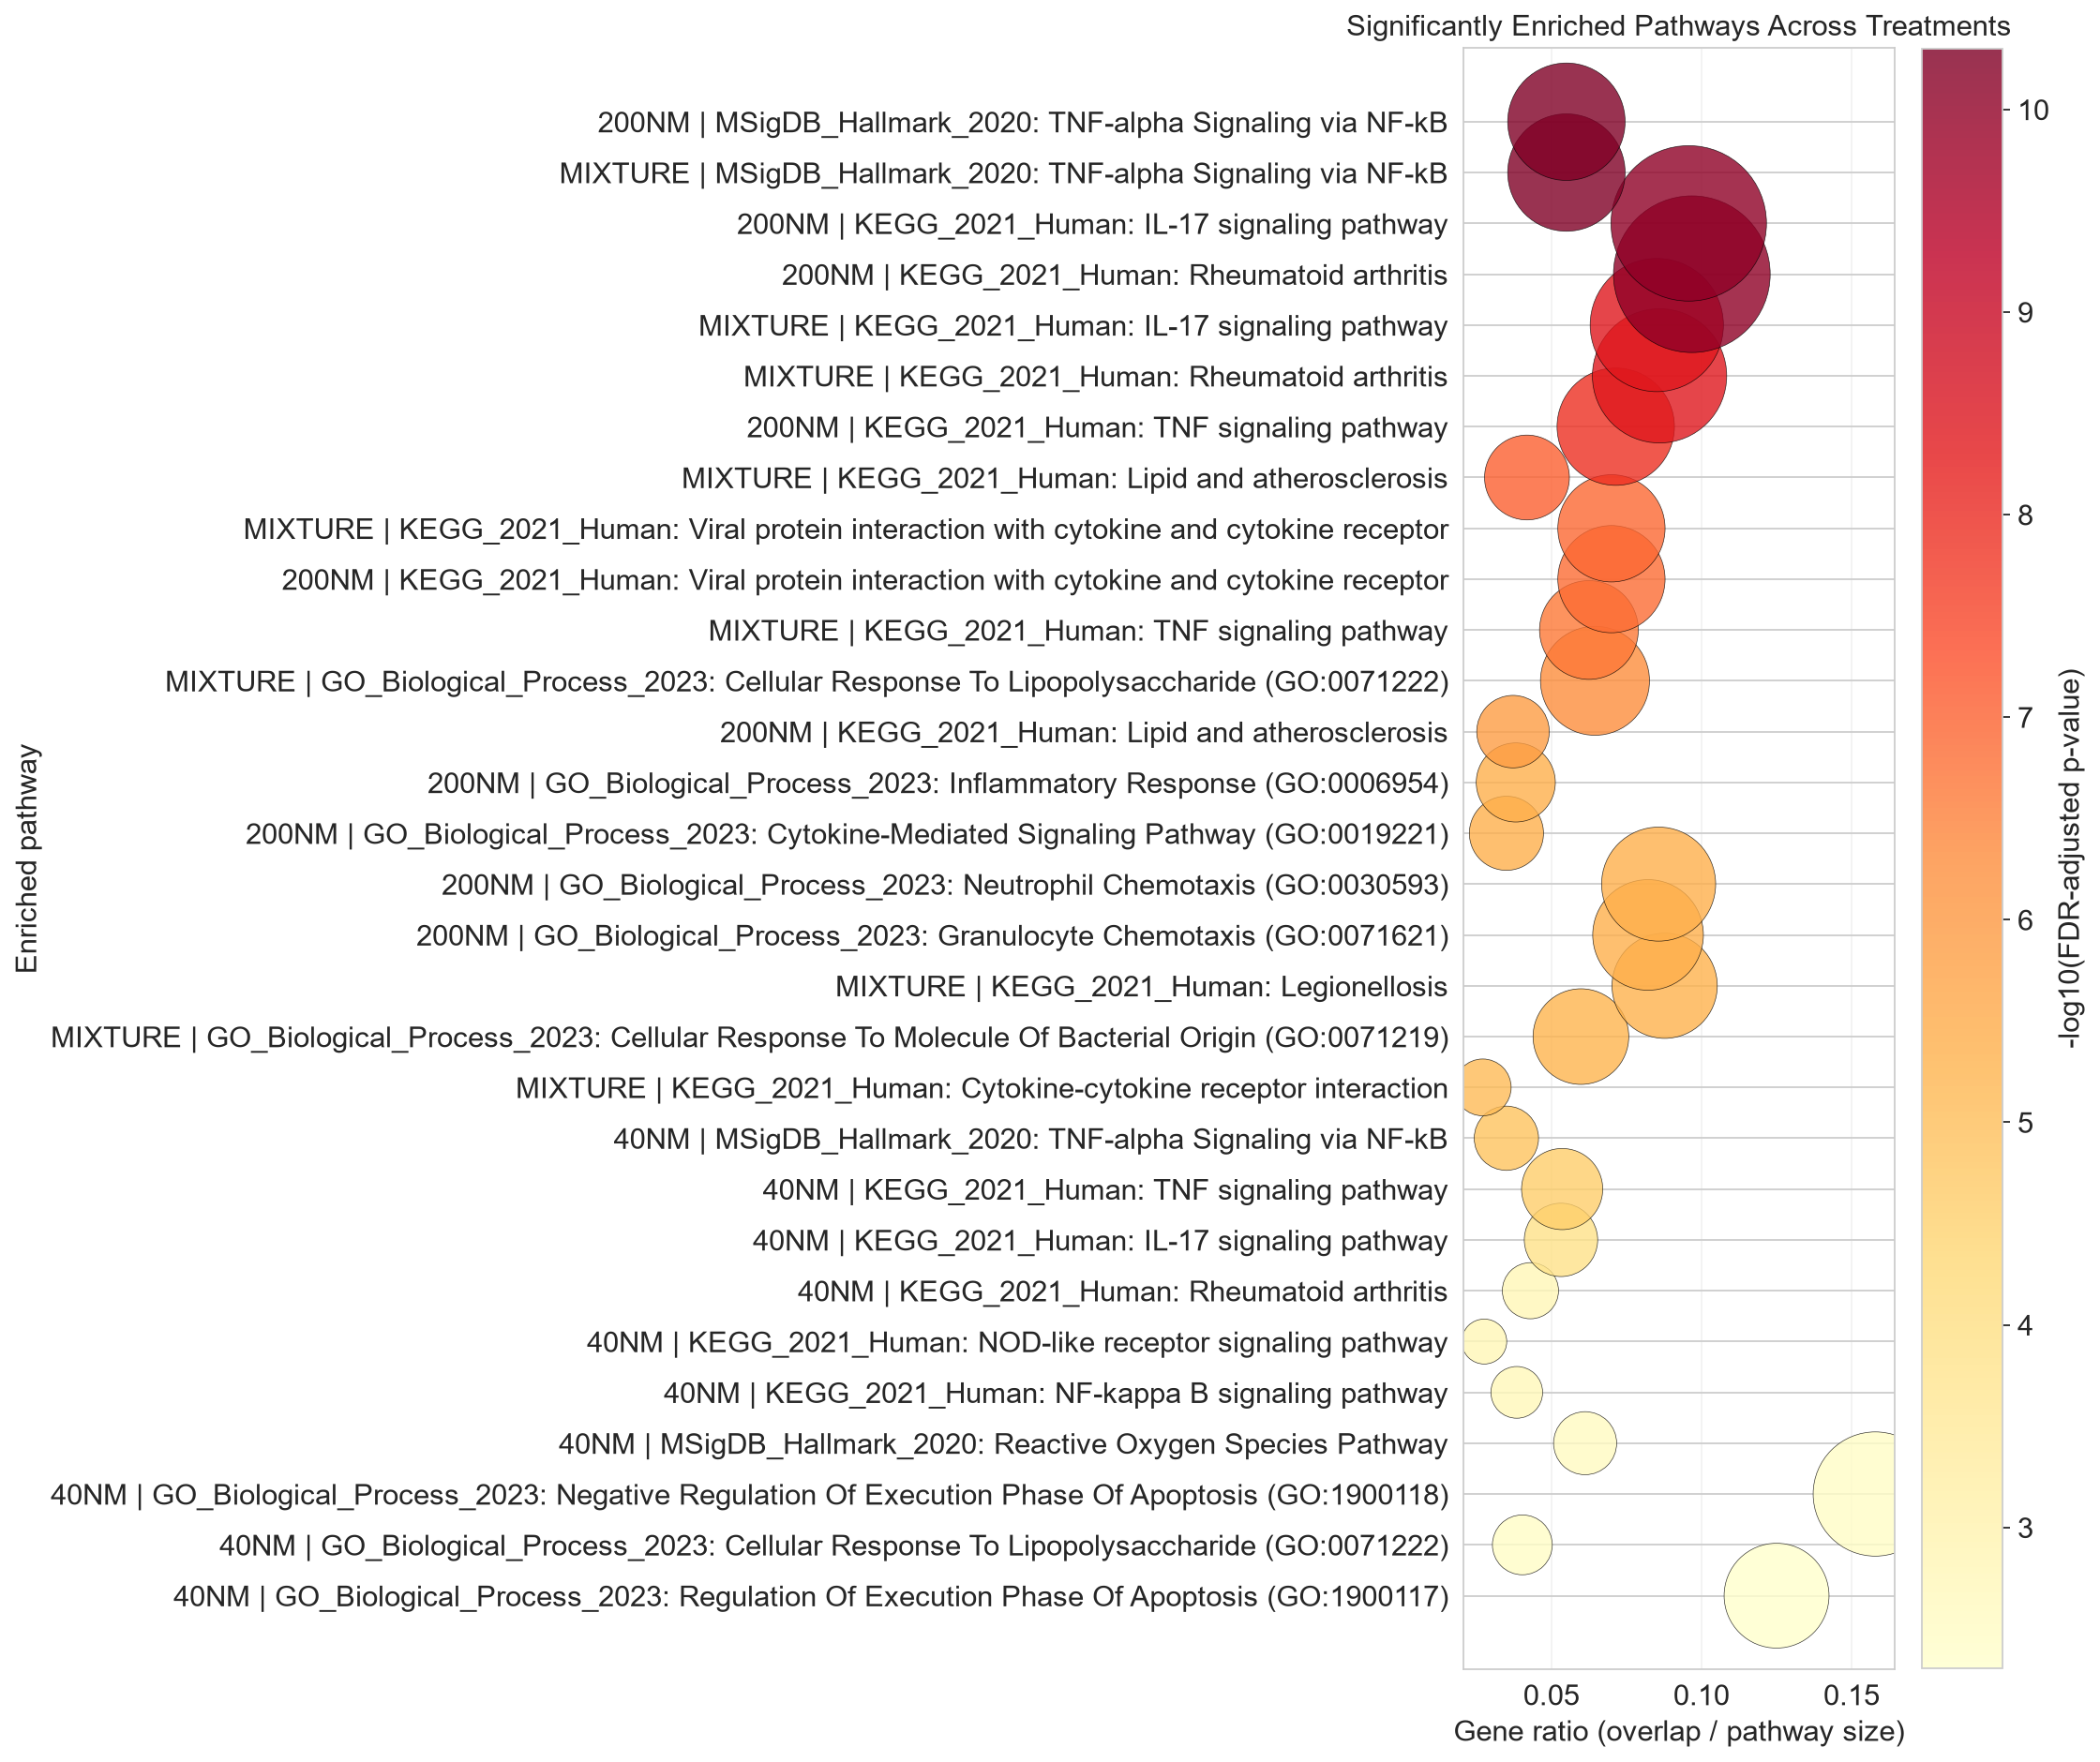 Significantly Enriched Pathways Across Treatments
200NM | MSigDB_Hallmark_2020: TNF-alpha Signaling via NF-kB
MIXTURE | MSigDB_Hallmark_2020: TNF-alpha Signaling via NF-kB
200NM | KEGG_2021_Human: IL-17 signaling pathway
200NM | KEGG_2021_Human: Rheumatoid arthritis
MIXTURE | KEGG_2021_Human: IL-17 signaling pathway
MIXTURE | KEGG_2021_Human: Rheumatoid arthritis
200NM | KEGG_2021_Human: TNF signaling pathway
MIXTURE | KEGG_2021_Human: Lipid and atherosclerosis
MIXTURE | KEGG_2021_Human: Viral protein interaction with cytokine and cytokine receptor
200NM | KEGG_2021_Human: Viral protein interaction with cytokine and cytokine receptor
MIXTURE | KEGG_2021_Human: TNF signaling pathway
MIXTURE | GO_Biological_Process_2023: Cellular Response To Lipopolysaccharide (GO:0071222)
200NM | KEGG_2021_Human: Lipid and atherosclerosis
200NM | GO_Biological_Process_2023: Inflammatory Response (GO:0006954)
200NM | GO_Biological_Process_2023: Cytokine-Mediated Signaling Pathway (GO:0019221)
200NM | GO_Biological_Process_2023: Neutrophil Chemotaxis (GO:0030593)
200NM | GO_Biological_Process_2023: Granulocyte Chemotaxis (GO:0071621)
MIXTURE | KEGG_2021_Human: Legionellosis
MIXTURE | GO_Biological_Process_2023: Cellular Response To Molecule Of Bacterial Origin (GO:0071219)
MIXTURE | KEGG_2021_Human: Cytokine-cytokine receptor interaction
40NM | MSigDB_Hallmark_2020: TNF-alpha Signaling via NF-kB
40NM | KEGG_2021_Human: TNF signaling pathway
40NM | KEGG_2021_Human: IL-17 signaling pathway
40NM | KEGG_2021_Human: Rheumatoid arthritis
40NM | KEGG_2021_Human: NOD-like receptor signaling pathway
40NM | KEGG_2021_Human: NF-kappa B signaling pathway
40NM | MSigDB_Hallmark_2020: Reactive Oxygen Species Pathway
40NM | GO_Biological_Process_2023: Negative Regulation Of Execution Phase Of Apoptosis (GO:1900118)
40NM | GO_Biological_Process_2023: Cellular Response To Lipopolysaccharide (GO:0071222)
40NM | GO_Biological_Process_2023: Regulation Of Execution Phase Of Apoptosis (GO:1900117)
Enriched pathway
0.05 0.10 0.15
Gene ratio (overlap / pathway size)
10
9
8
7
6
5
4
3
-log10(FDR-adjusted p-value)